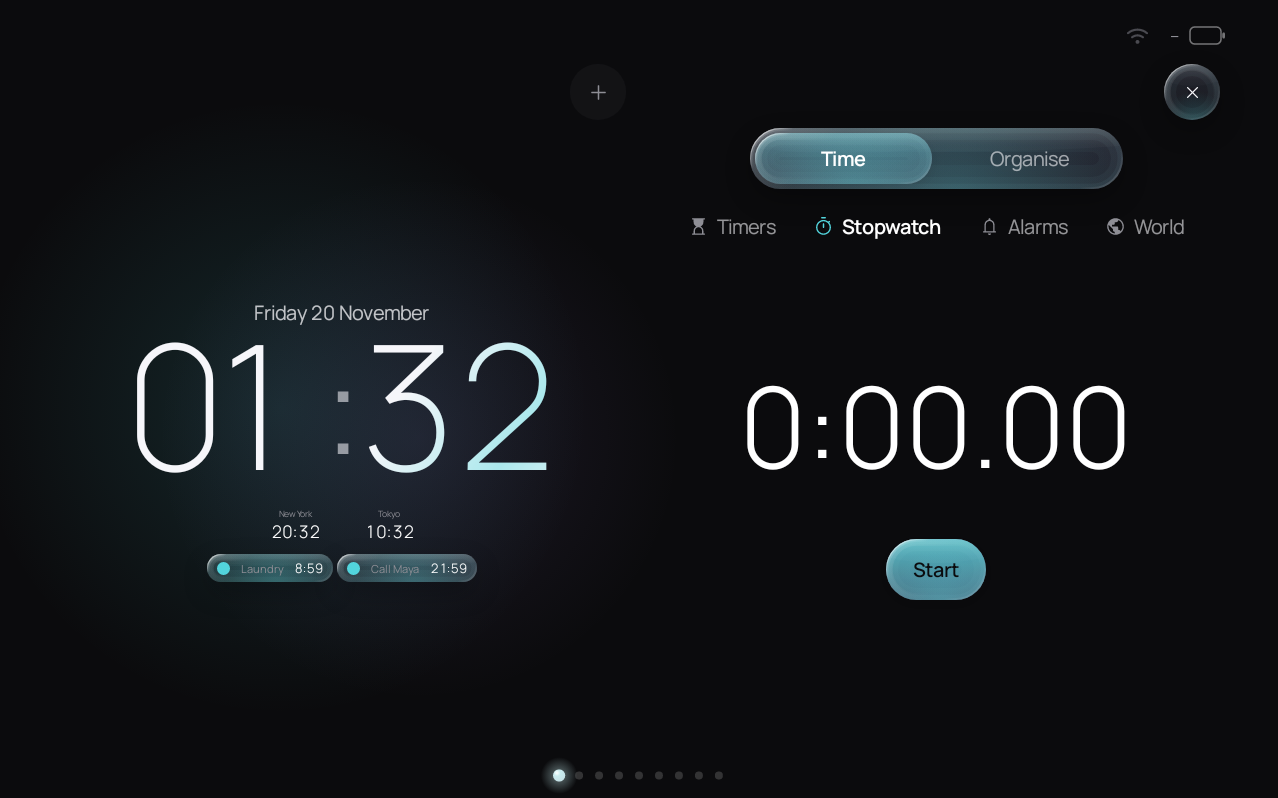 Time Organise
Timers Stopwatch Alarms World
Friday 20 November
01:32
New York Tokyo
20:32 10:32
Laundry 8:59 Call Maya 21:59
0:00.00
Start